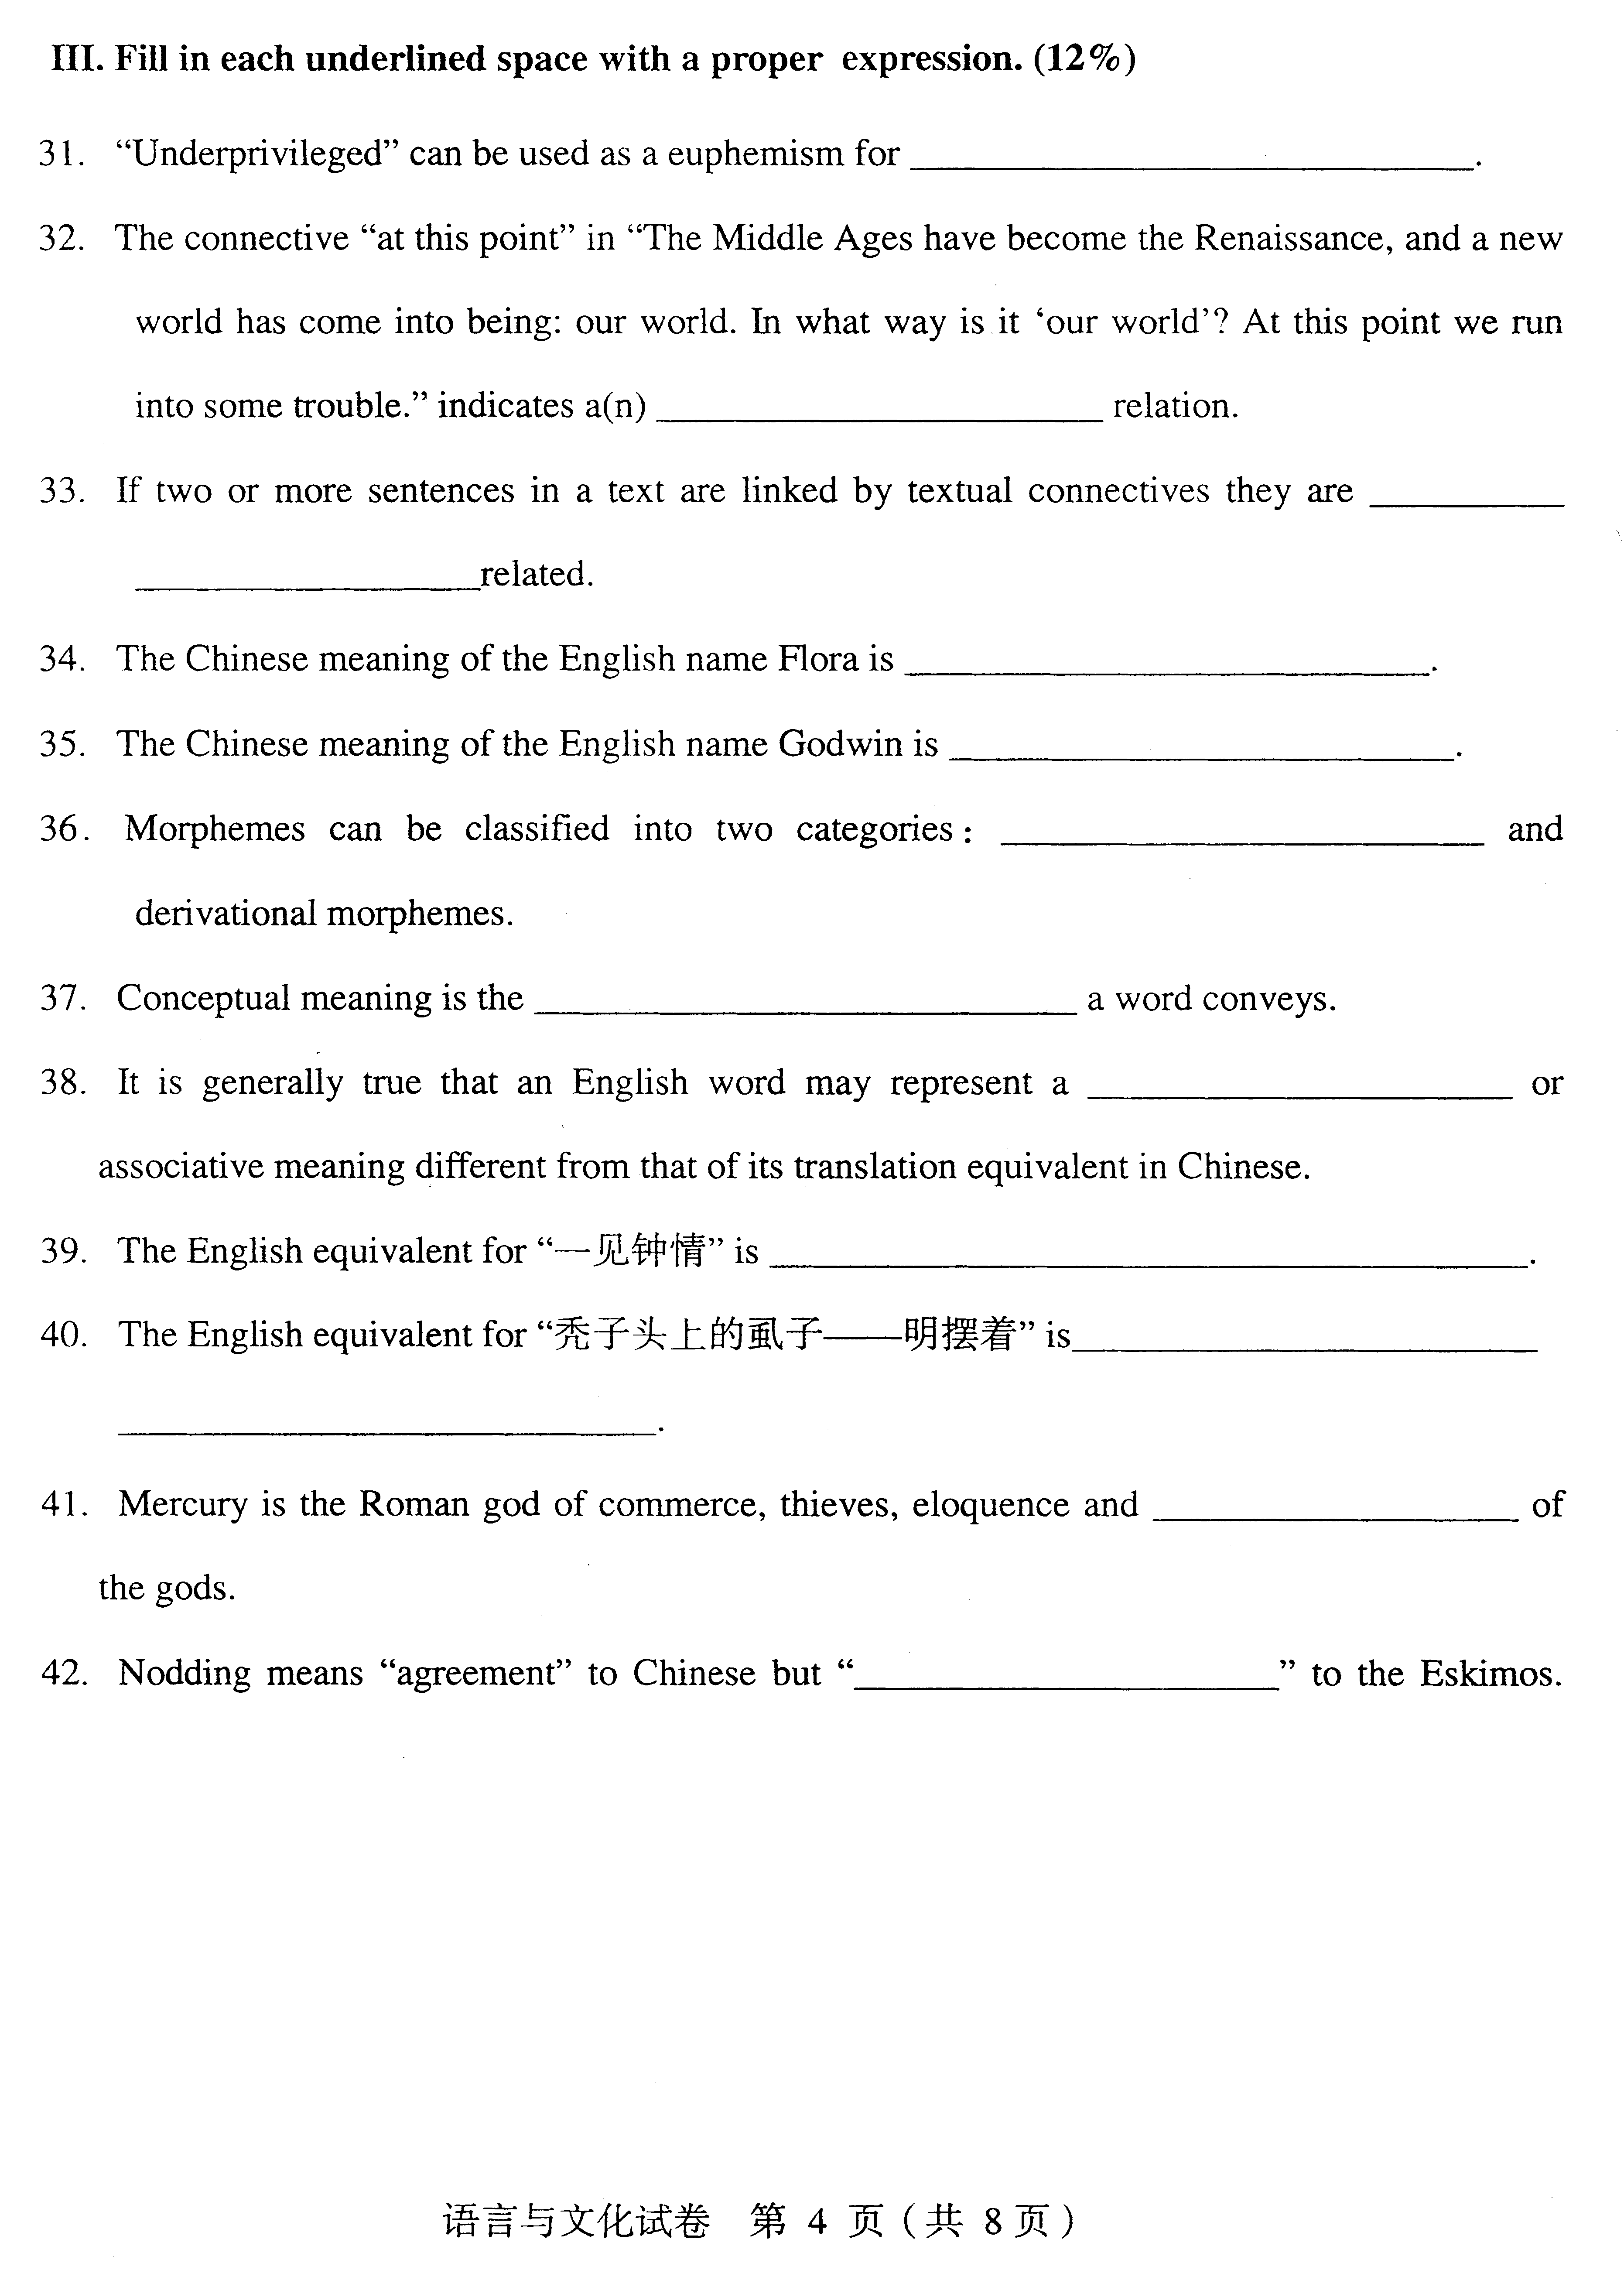 III. Fill in each underlined space with a proper expression. (12%)
31. “Underprivileged” can be used as a euphemism for ______________________.
32. The connective “at this point” in “The Middle Ages have become the Renaissance, and a new
world has come into being: our world. In what way is it ‘our world’? At this point we run
into some trouble.” indicates a(n) __________________ relation.
33. If two or more sentences in a text are linked by textual connectives they are ________
______________related.
34. The Chinese meaning of the English name Flora is _____________________.
35. The Chinese meaning of the English name Godwin is ____________________.
36. Morphemes can be classified into two categories: ___________________ and
derivational morphemes.
37. Conceptual meaning is the ______________________ a word conveys.
38. It is generally true that an English word may represent a _________________ or
associative meaning different from that of its translation equivalent in Chinese.
39. The English equivalent for “一见钟情” is ______________________________.
40. The English equivalent for “秃子头上的虱子——明摆着” is__________________
______________________.
41. Mercury is the Roman god of commerce, thieves, eloquence and ______________ of
the gods.
42. Nodding means “agreement” to Chinese but “_________________” to the Eskimos.
语言与文化试卷 第 4 页(共 8页)